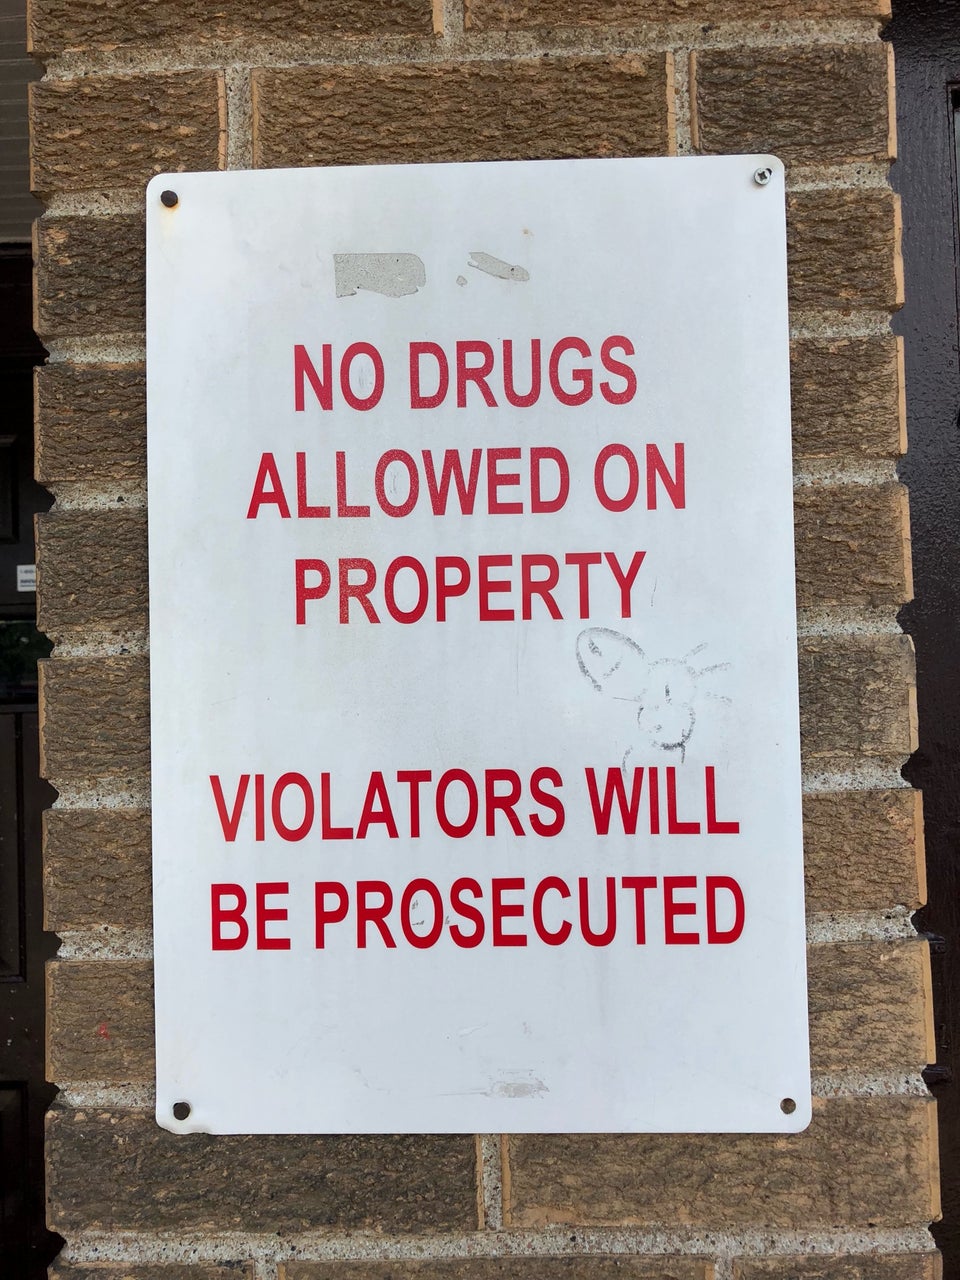 NO DRUGS
ALLOWED ON
PROPERTY
VIOLATORS WILL
BE PROSECUTED